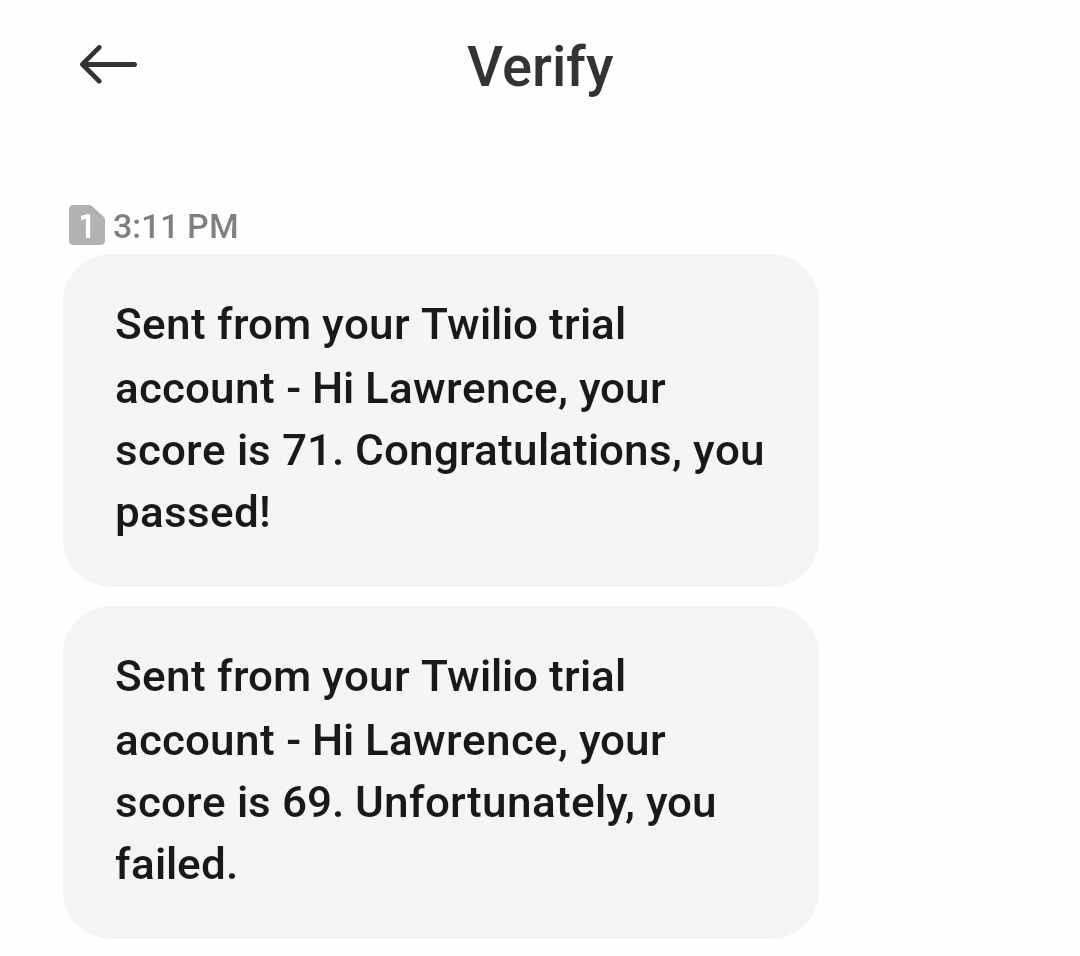 Verify
1 3:11 PM
Sent from your Twilio trial
account - Hi Lawrence, your
score is 71. Congratulations, you
passed!
Sent from your Twilio trial
account - Hi Lawrence, your
score is 69. Unfortunately, you
failed.